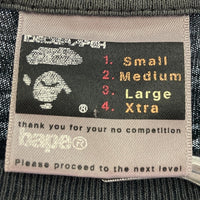 1. Small
2. Medium
3. Large
4. Xtra
®
thank you for your no competition
bape®
Please proceed to the next level